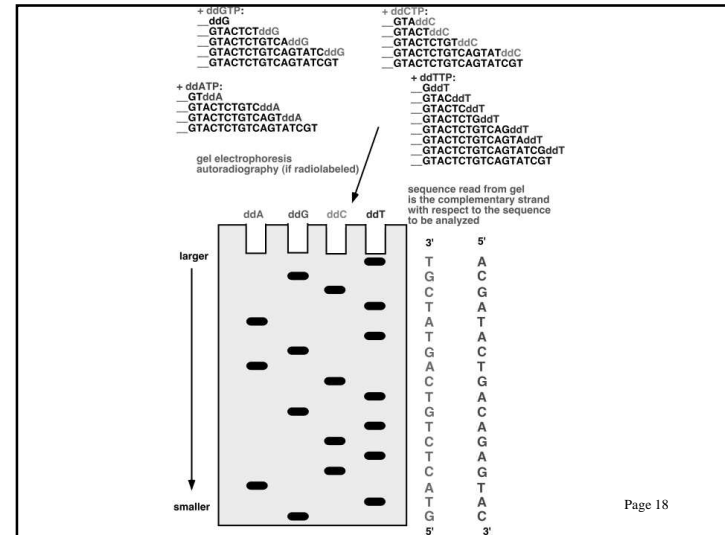 + ddGTP:
__ddG
__GTACTCTddG
__GTACTCTGTCAddG
__GTACTCTGTCAGTATCddG
__GTACTCTGTCAGTATCGT
+ ddCTP:
__GTAddC
__GTACTddC
__GTACTCTGTddC
__GTACTCTGTCAGTATddC
__GTACTCTGTCAGTATCGT
+ ddATP:
__GTddA
__GTACTCTGTCddA
__GTACTCTGTCAGTddA
__GTACTCTGTCAGTATCGT
+ ddTTP:
__GddT
__GTACddT
__GTACTCddT
__GTACTCTGddT
__GTACTCTGTCAGddT
__GTACTCTGTCAGTAddT
__GTACTCTGTCAGTATCGddT
__GTACTCTGTCAGTATCGT
gel electrophoresis
autoradiography (if radiolabeled)
sequence read from gel
is the complementary strand
with respect to the sequence
to be analyzed
ddA ddG ddC ddT
3' 5'
larger
T A
G C
C G
T A
A T
T A
G C
A T
C G
T A
G C
T A
C G
T A
C G
A T
T A
G C
5' 3'
smaller
Page 18